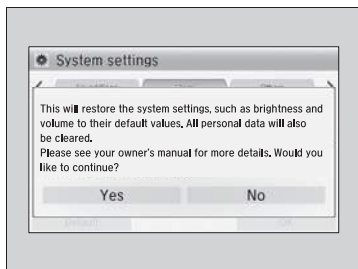 System settings
This will restore the system settings, such as brightness and
volume to their default values. All personal data will also
be cleared.
Please see your owner's manual for more details. Would you
like to continue?
Yes
No
Default
OK